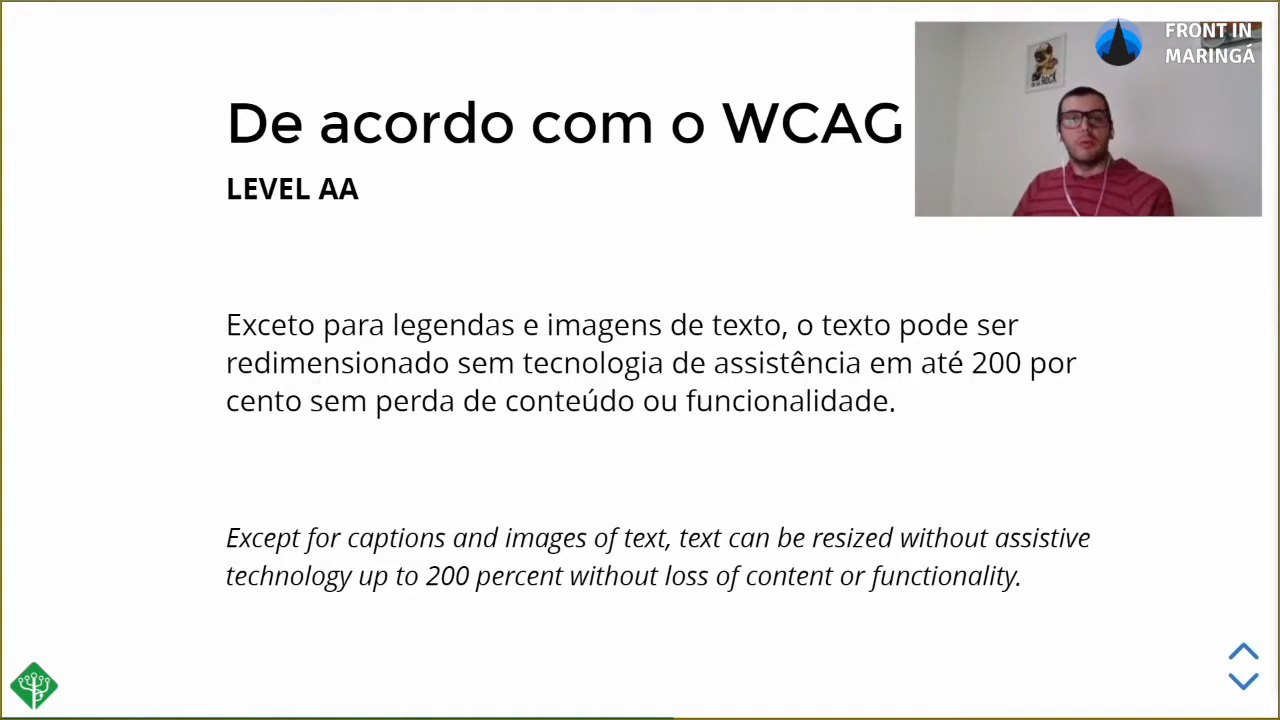 De acordo com o WCAG
LEVEL AA
Exceto para legendas e imagens de texto, o texto pode ser
redimensionado sem tecnologia de assistência em até 200 por
cento sem perda de conteúdo ou funcionalidade.
Except for captions and images of text, text can be resized without assistive
technology up to 200 percent without loss of content or functionality.
FRONT IN
MARINGÁ
ROCK